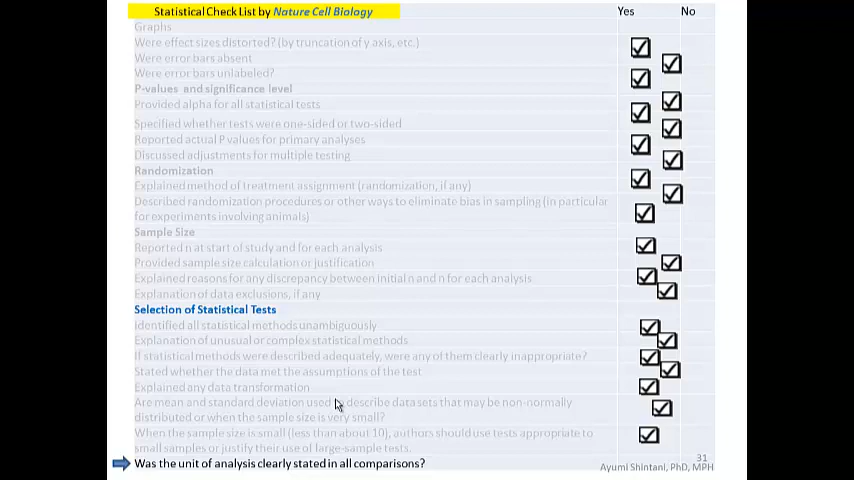 Statistical Check List by Nature Cell Biology
Yes No
Graphs
Were effect sizes distorted? (by truncation of y axis, etc.)
Were error bars absent
Were error bars unlabeled?
P-values and significance level
Provided alpha for all statistical tests
Specified whether tests were one-sided or two-sided
Reported actual P values for primary analyses
Discussed adjustments for multiple testing
Randomization
Explained method of treatment assignment (randomization, if any)
Described randomization procedures or other ways to eliminate bias in sampling (in particular
for experiments involving animals)
Sample Size
Reported n at start of study and for each analysis
Provided sample size calculation or justification
Explained reasons for any discrepancy between initial n and n for each analysis
Explanation of data exclusions, if any
Selection of Statistical Tests
Identified all statistical methods unambiguously
Explanation of unusual or complex statistical methods
If statistical methods were described adequately, were any of them clearly inappropriate?
Stated whether the data met the assumptions of the test
Explained any data transformation
Are mean and standard deviation used to describe data sets that may be non-normally
distributed or when the sample size is very small?
When the sample size is small (less than about 10), authors should use tests appropriate to
small samples or justify their use of large-sample tests.
Was the unit of analysis clearly stated in all comparisons?
31
Ayumi Shintani, PhD, MPH